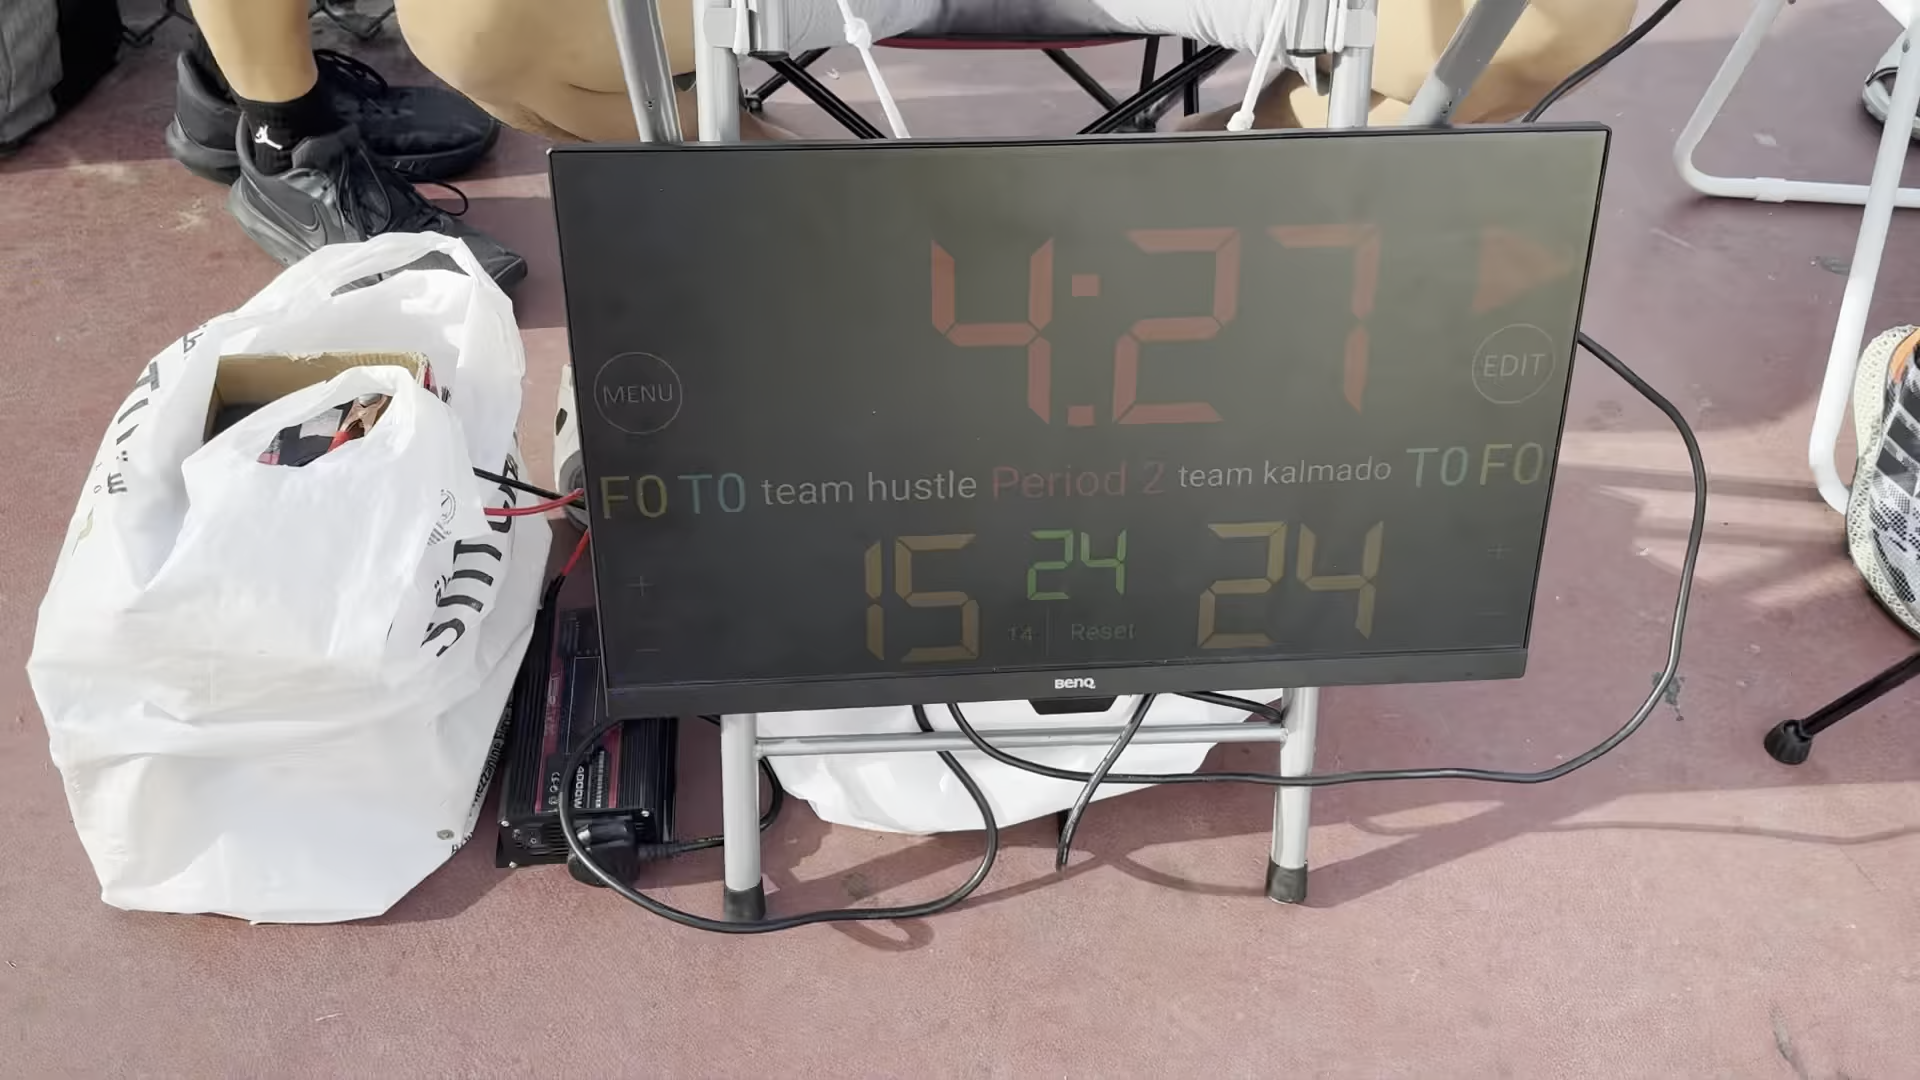 4:27
MENU
EDIT
F0 T0 team hustle Period 2 team kalmado T0 F0
15 24 24
+ +
14 Reset
BenQ
4000W